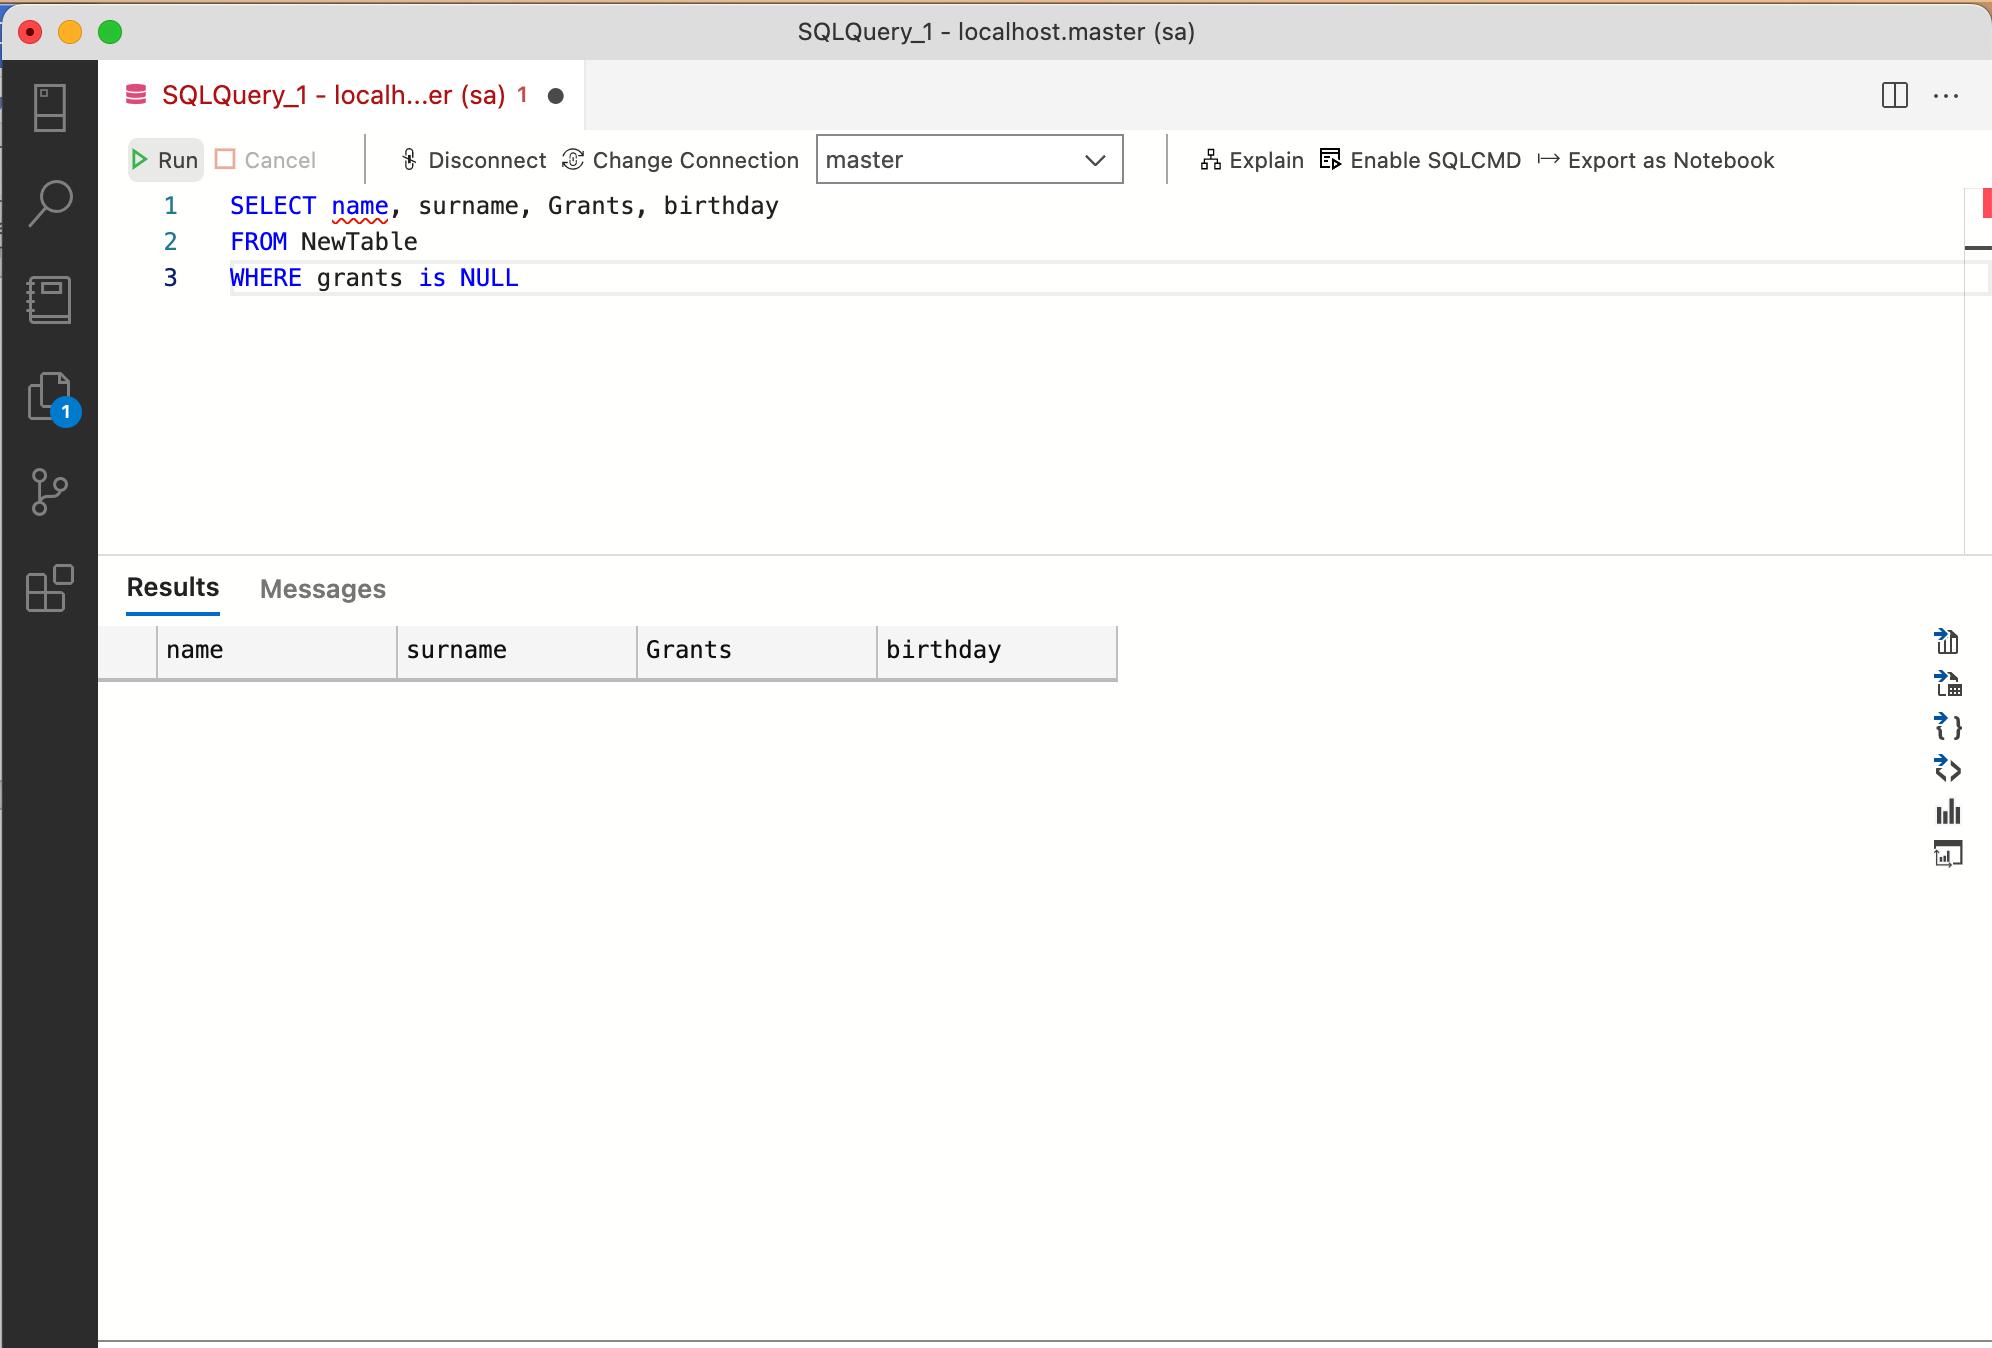 SQLQuery_1 - localhost.master (sa)
SQLQuery_1 - localh...er (sa) 1
Run Cancel Disconnect Change Connection master Explain Enable SQLCMD Export as Notebook
1 SELECT name, surname, Grants, birthday
2 FROM NewTable
3 WHERE grants is NULL
1
Results Messages
name surname Grants birthday